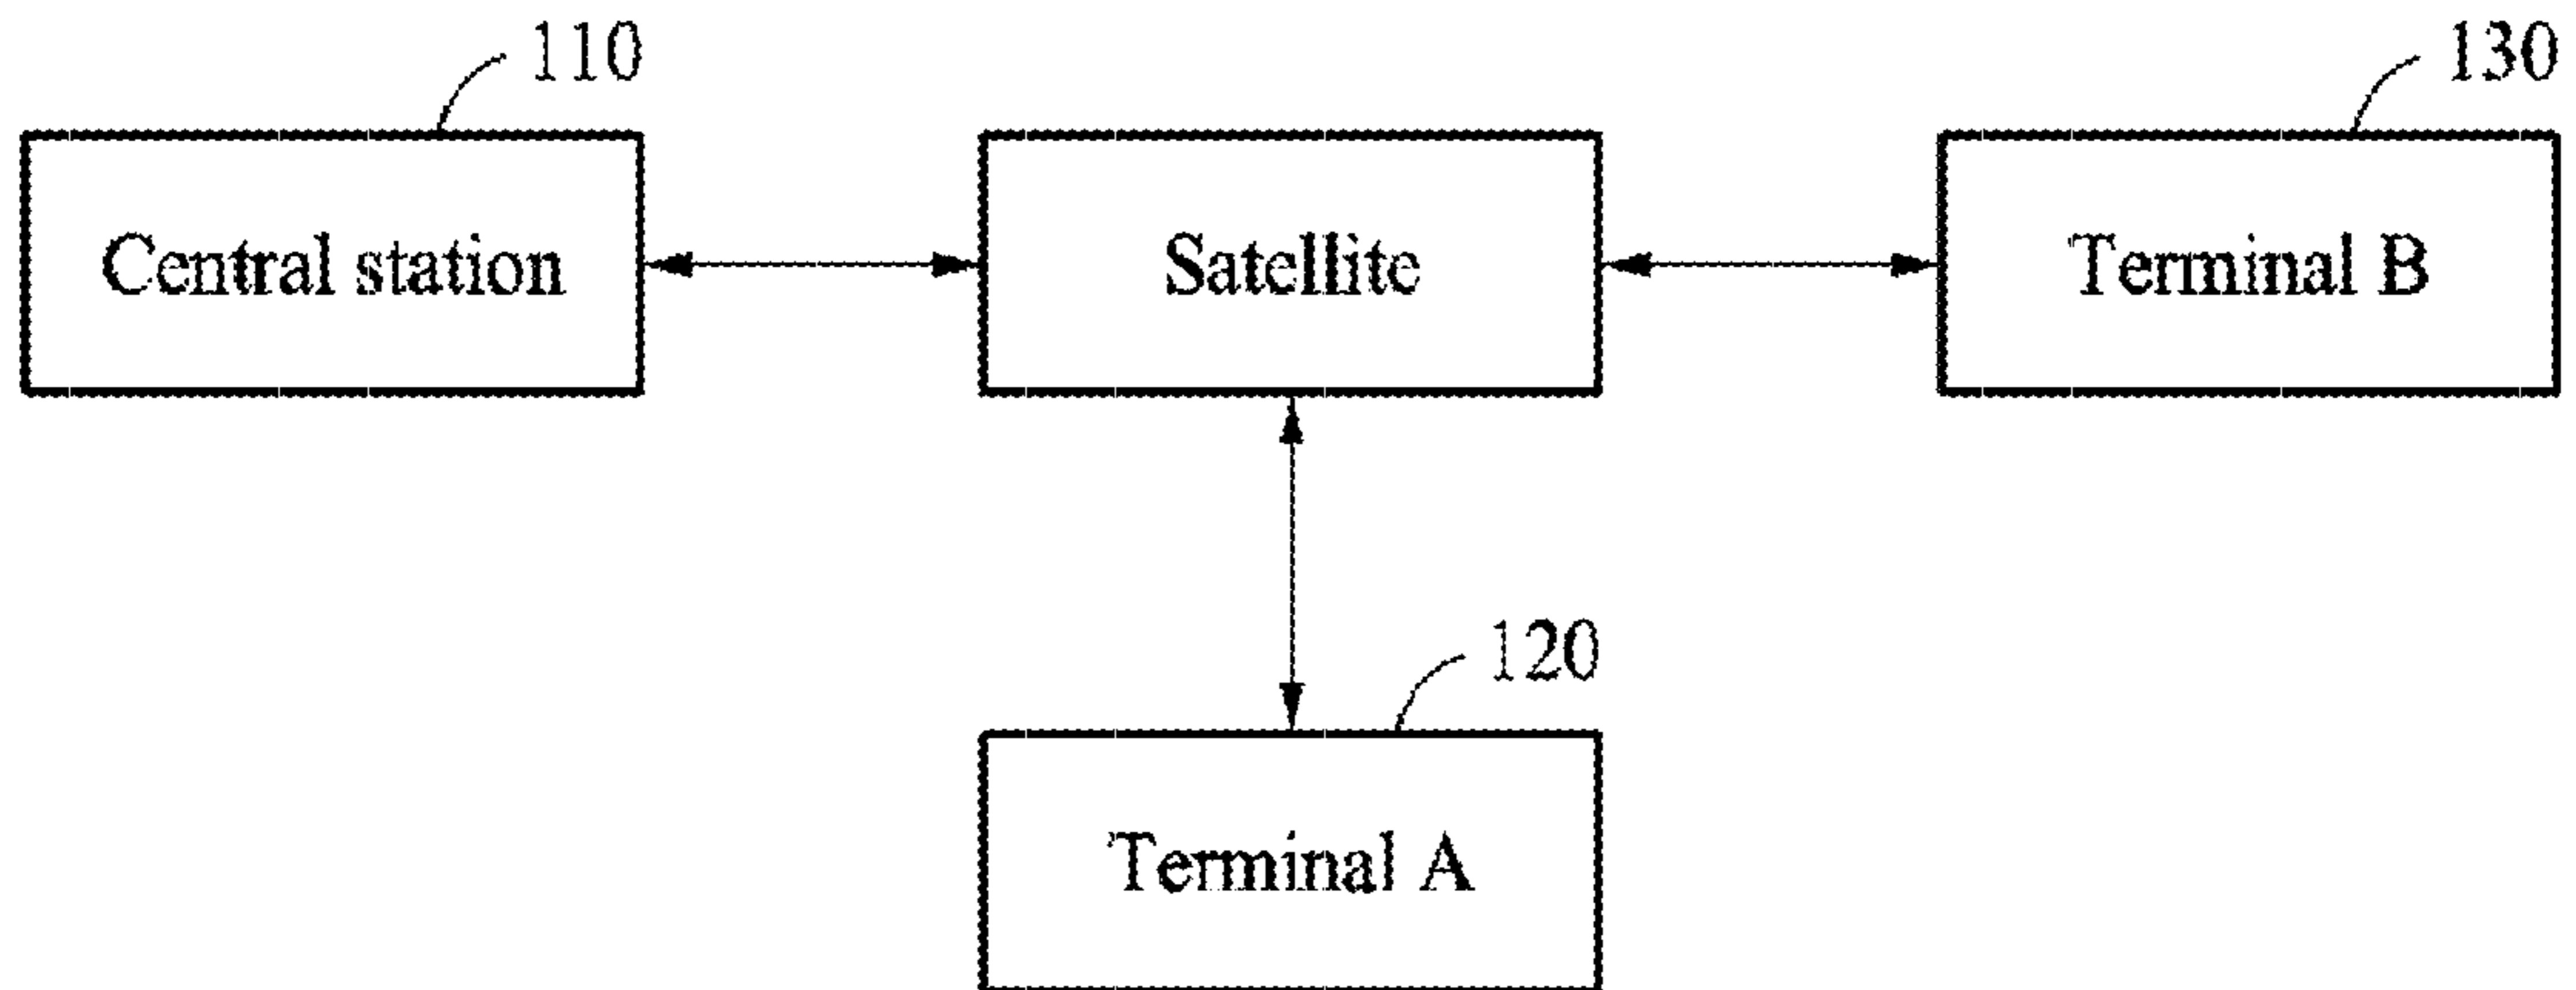 110
130
Central station
Satellite
Terminal B
120
Terminal A